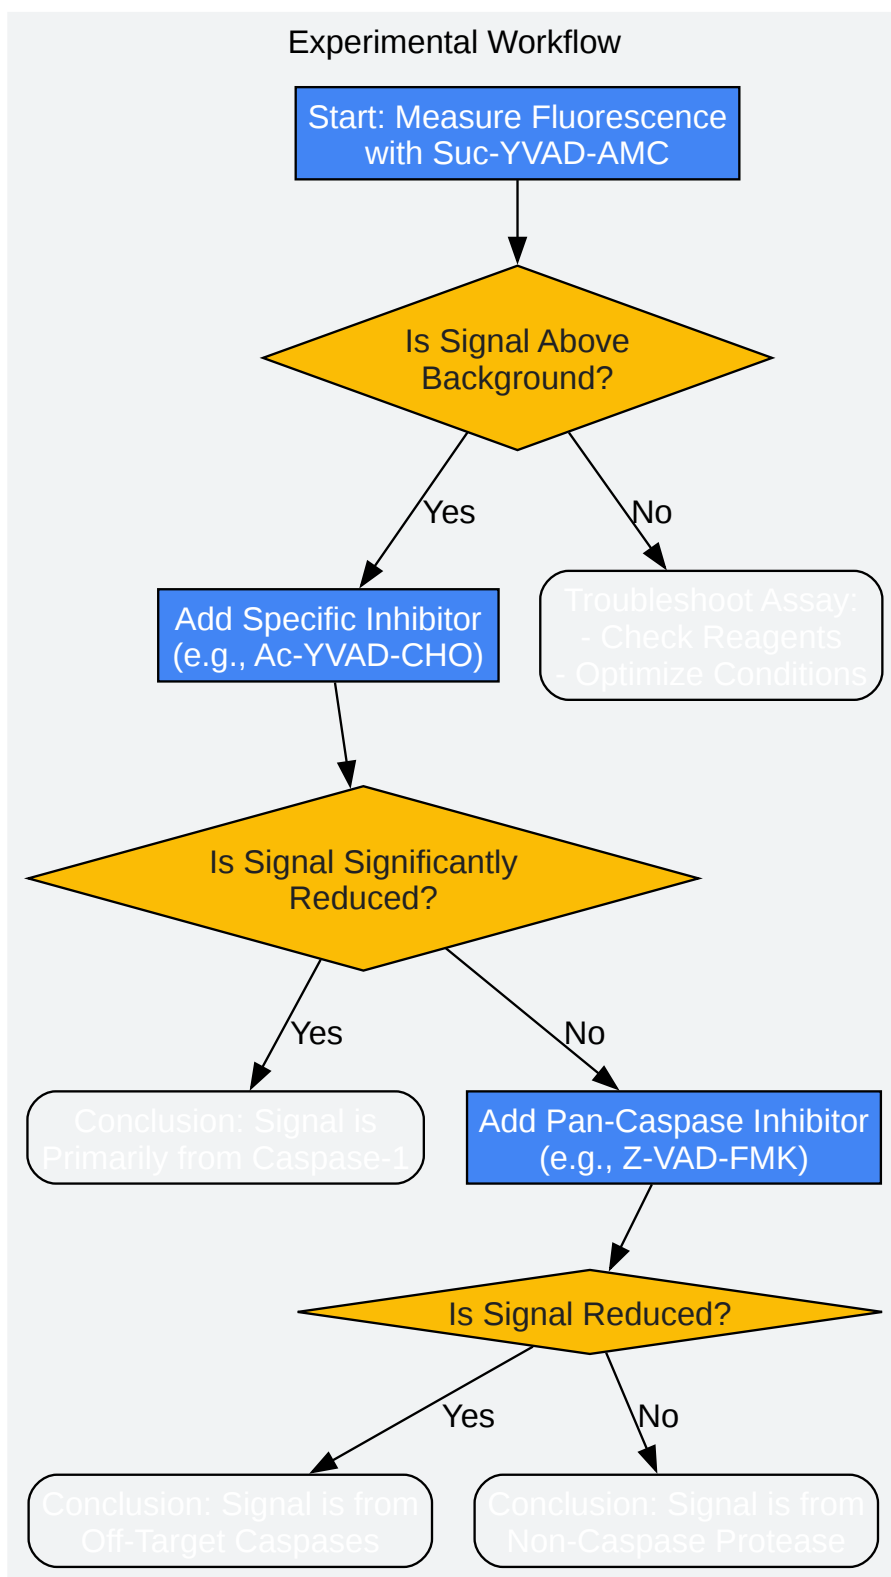 Experimental Workflow
Start: Measure Fluorescence
with Suc-YVAD-AMC
Is Signal Above
Background?
Yes
No
Add Specific Inhibitor
(e.g., Ac-YVAD-CHO)
Troubleshoot Assay:
- Check Reagents
- Optimize Conditions
Is Signal Significantly
Reduced?
Yes
No
Conclusion: Signal is
Primarily from Caspase-1
Add Pan-Caspase Inhibitor
(e.g., Z-VAD-FMK)
Is Signal Reduced?
Yes
No
Conclusion: Signal is from
Off-Target Caspases
Conclusion: Signal is from
Non-Caspase Protease